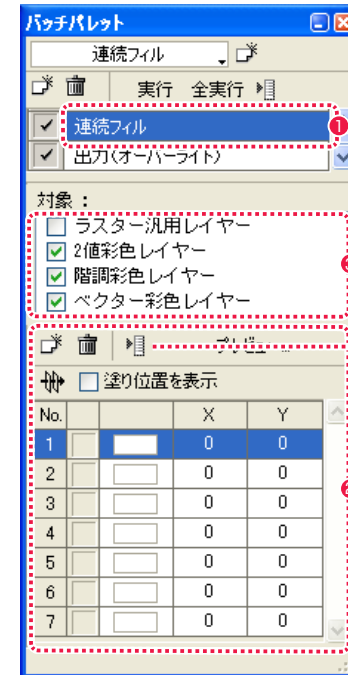 バッチパレット
連続フィル
実行 全実行
連続フィル
出力(オーバーライト)
対象：
ラスター汎用レイヤー
2値彩色レイヤー
階調彩色レイヤー
ベクター彩色レイヤー
塗り位置を表示
No. X Y
1 0 0
2 0 0
3 0 0
4 0 0
5 0 0
6 0 0
7 0 0